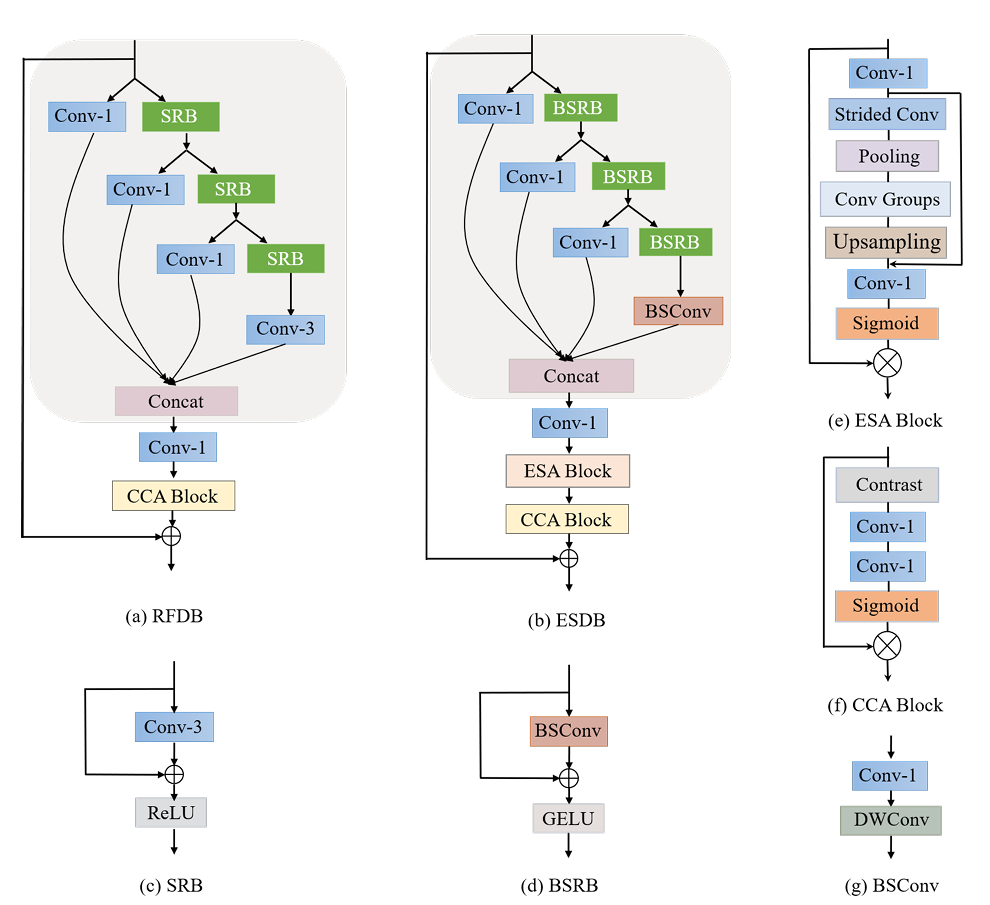 Conv-1
SRB
Conv-1
SRB
Conv-1
SRB
Conv-3
Concat
Conv-1
CCA Block
(a) RFDB
Conv-1
BSRB
Conv-1
BSRB
Conv-1
BSRB
BSConv
Concat
Conv-1
ESA Block
CCA Block
(b) ESDB
Conv-1
Strided Conv
Pooling
Conv Groups
Upsampling
Conv-1
Sigmoid
(e) ESA Block
Contrast
Conv-1
Conv-1
Sigmoid
(f) CCA Block
Conv-3
ReLU
(c) SRB
BSConv
GELU
(d) BSRB
Conv-1
DWConv
(g) BSConv